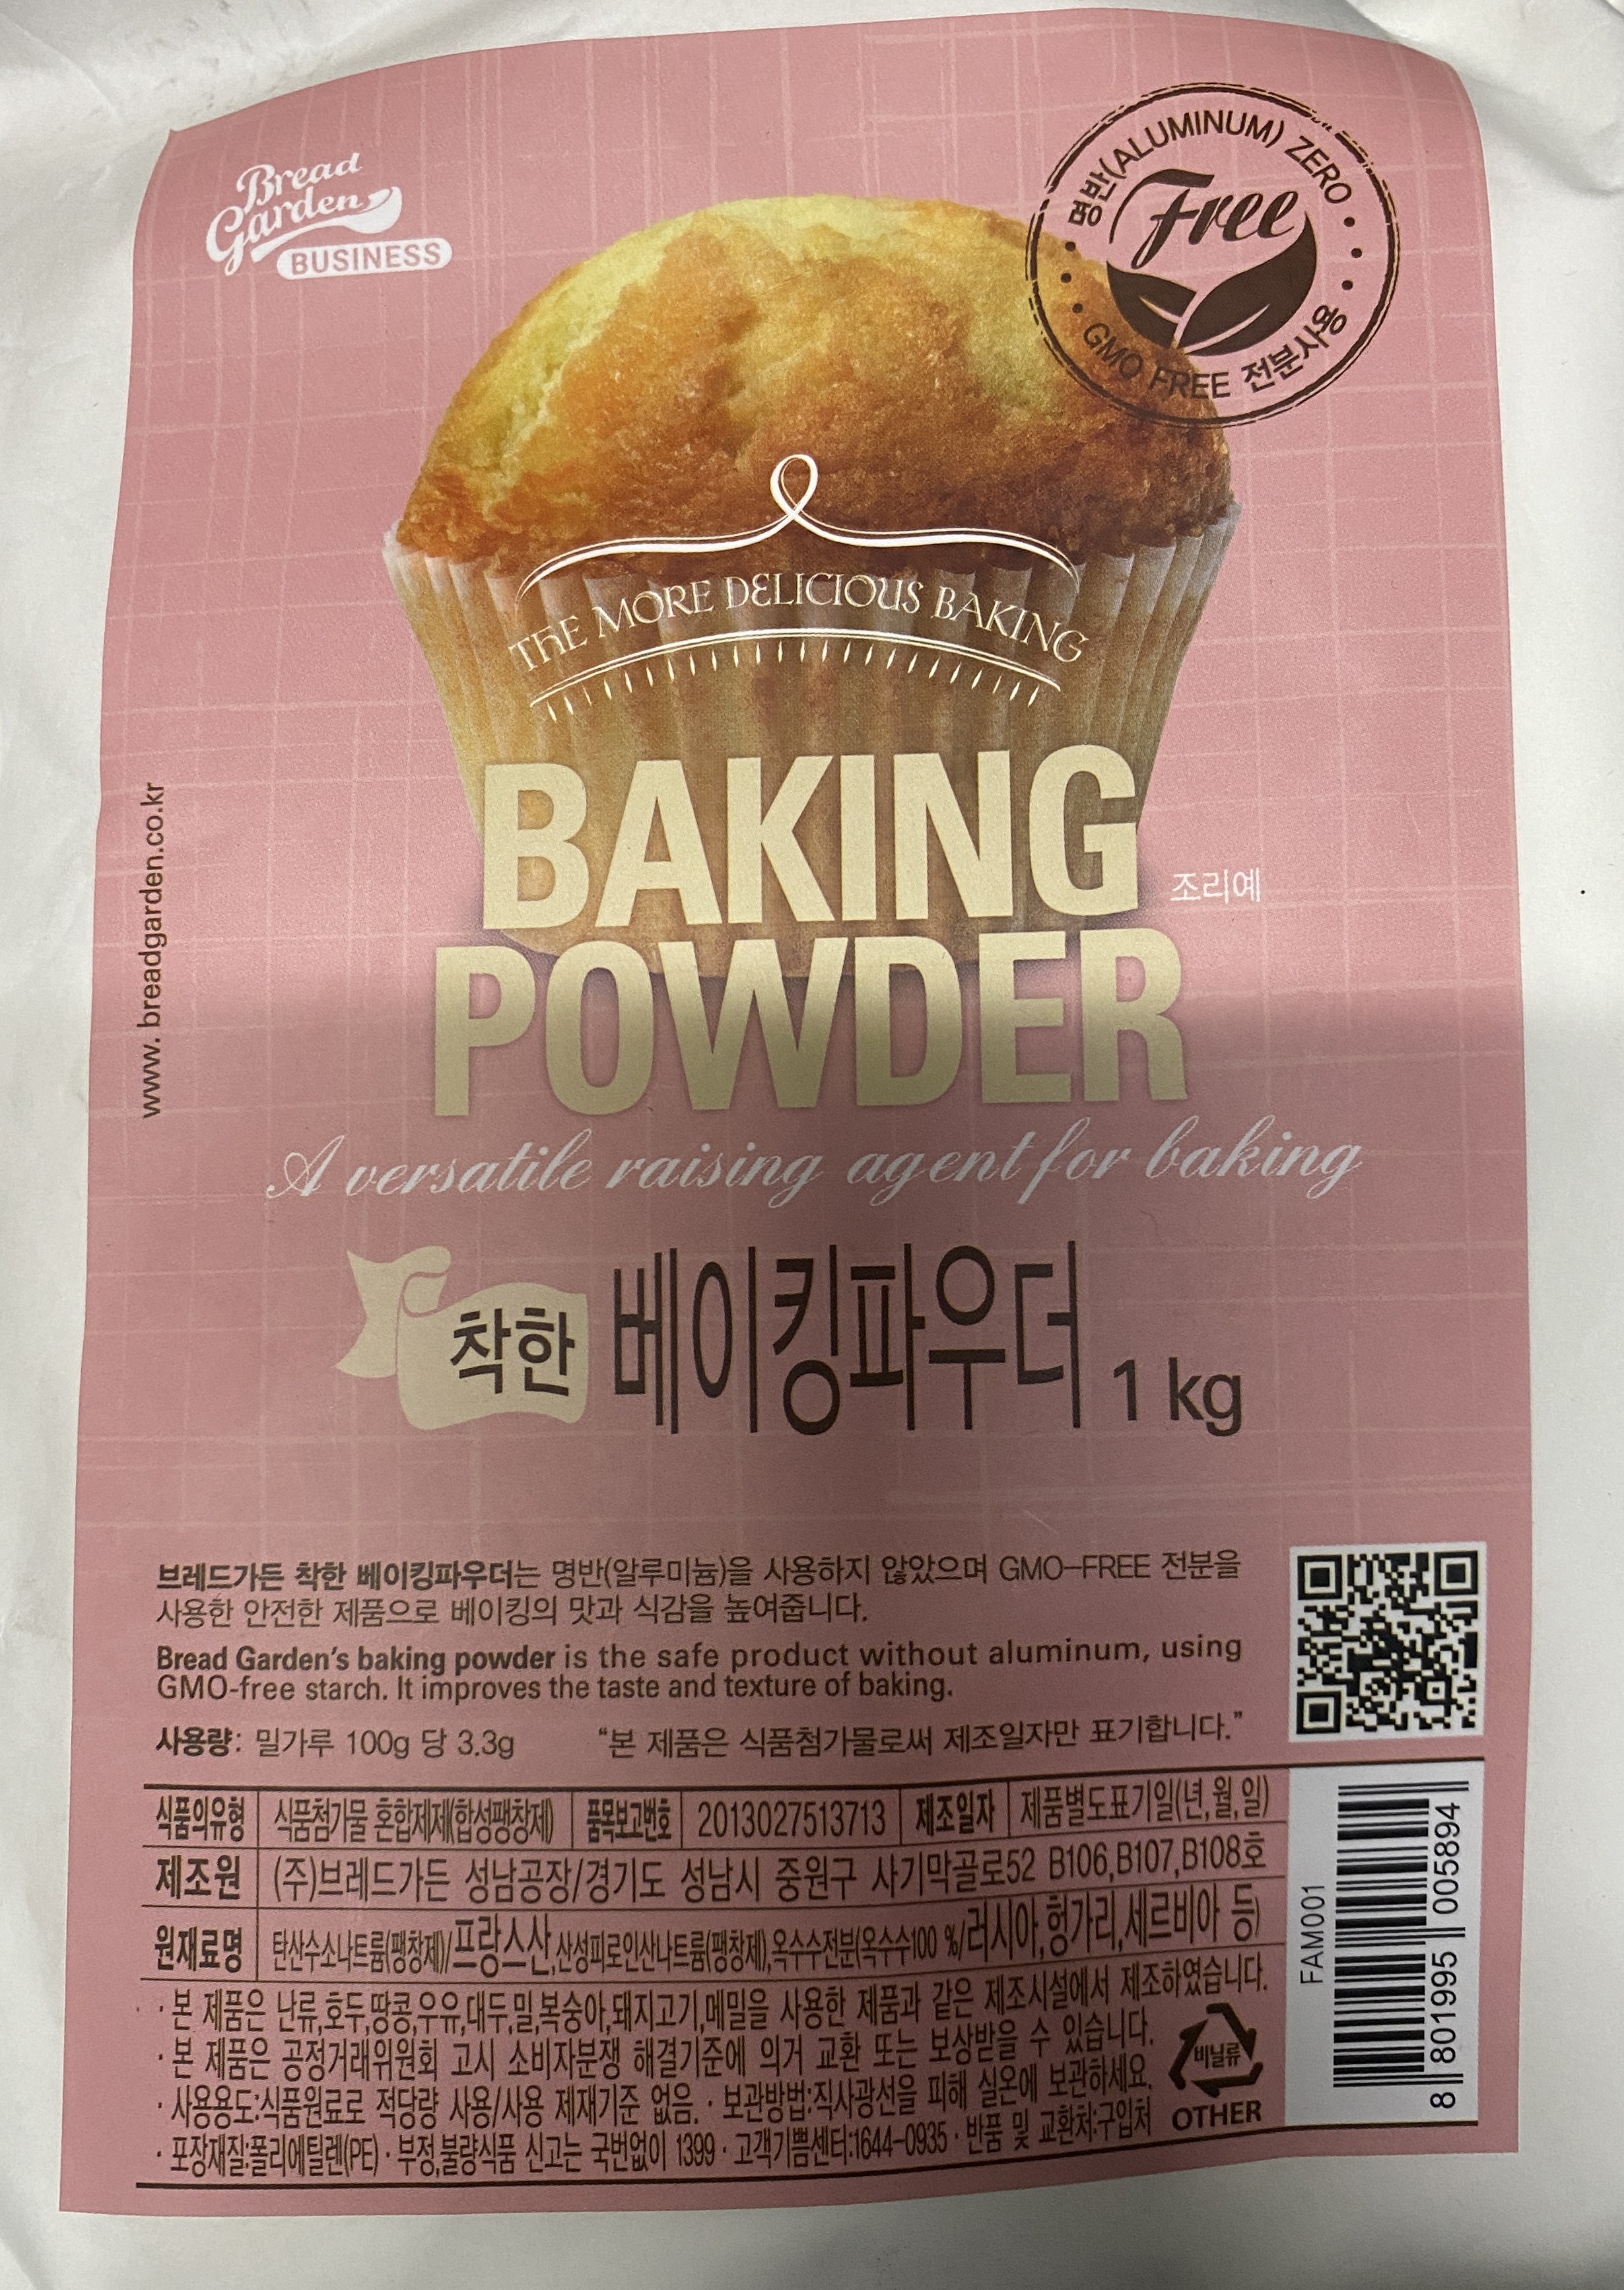 Bread
Garden
BUSINESS
명반(ALUMINUM) ZERO
Free
GMO FREE 전분사용
THE MORE DELICIOUS BAKING
BAKING
조리예
POWDER
www. breadgarden.co.kr
A versatile raising agent for baking
착한 베이킹파우더 1 kg
브레드가든 착한 베이킹파우더는 명반(알루미늄)을 사용하지 않았으며 GMO-FREE 전분을
사용한 안전한 제품으로 베이킹의 맛과 식감을 높여줍니다.
Bread Garden's baking powder is the safe product without aluminum, using
GMO-free starch. It improves the taste and texture of baking.
사용량: 밀가루 100g 당 3.3g “본 제품은 식품첨가물로써 제조일자만 표기합니다.”
식품의유형 식품첨가물 혼합제제(합성팽창제) 품목보고번호 2013027513713 제조일자 제품별도표기일(년,월,일)
제조원 (주)브레드가든 성남공장/경기도 성남시 중원구 사기막골로52 B106,B107,B108호
원재료명 탄산수소나트륨(팽창제)/프랑스산,산성피로인산나트륨(팽창제),옥수수전분(옥수수100 %/러시아,헝가리,세르비아 등)
· 본 제품은 난류,호두,땅콩,우유,대두,밀,복숭아,돼지고기,메밀을 사용한 제품과 같은 제조시설에서 제조하였습니다.
· 본 제품은 공정거래위원회 고시 소비자분쟁 해결기준에 의거 교환 또는 보상받을 수 있습니다.
· 사용용도:식품원료로 적당량 사용/사용 제재기준 없음. · 보관방법:직사광선을 피해 실온에 보관하세요.
· 포장재질:폴리에틸렌(PE) · 부정,불량식품 신고는 국번없이 1399 · 고객기쁨센터:1644-0935 · 반품 및 교환처:구입처
비닐류
OTHER
FAM001
8 801995 005894